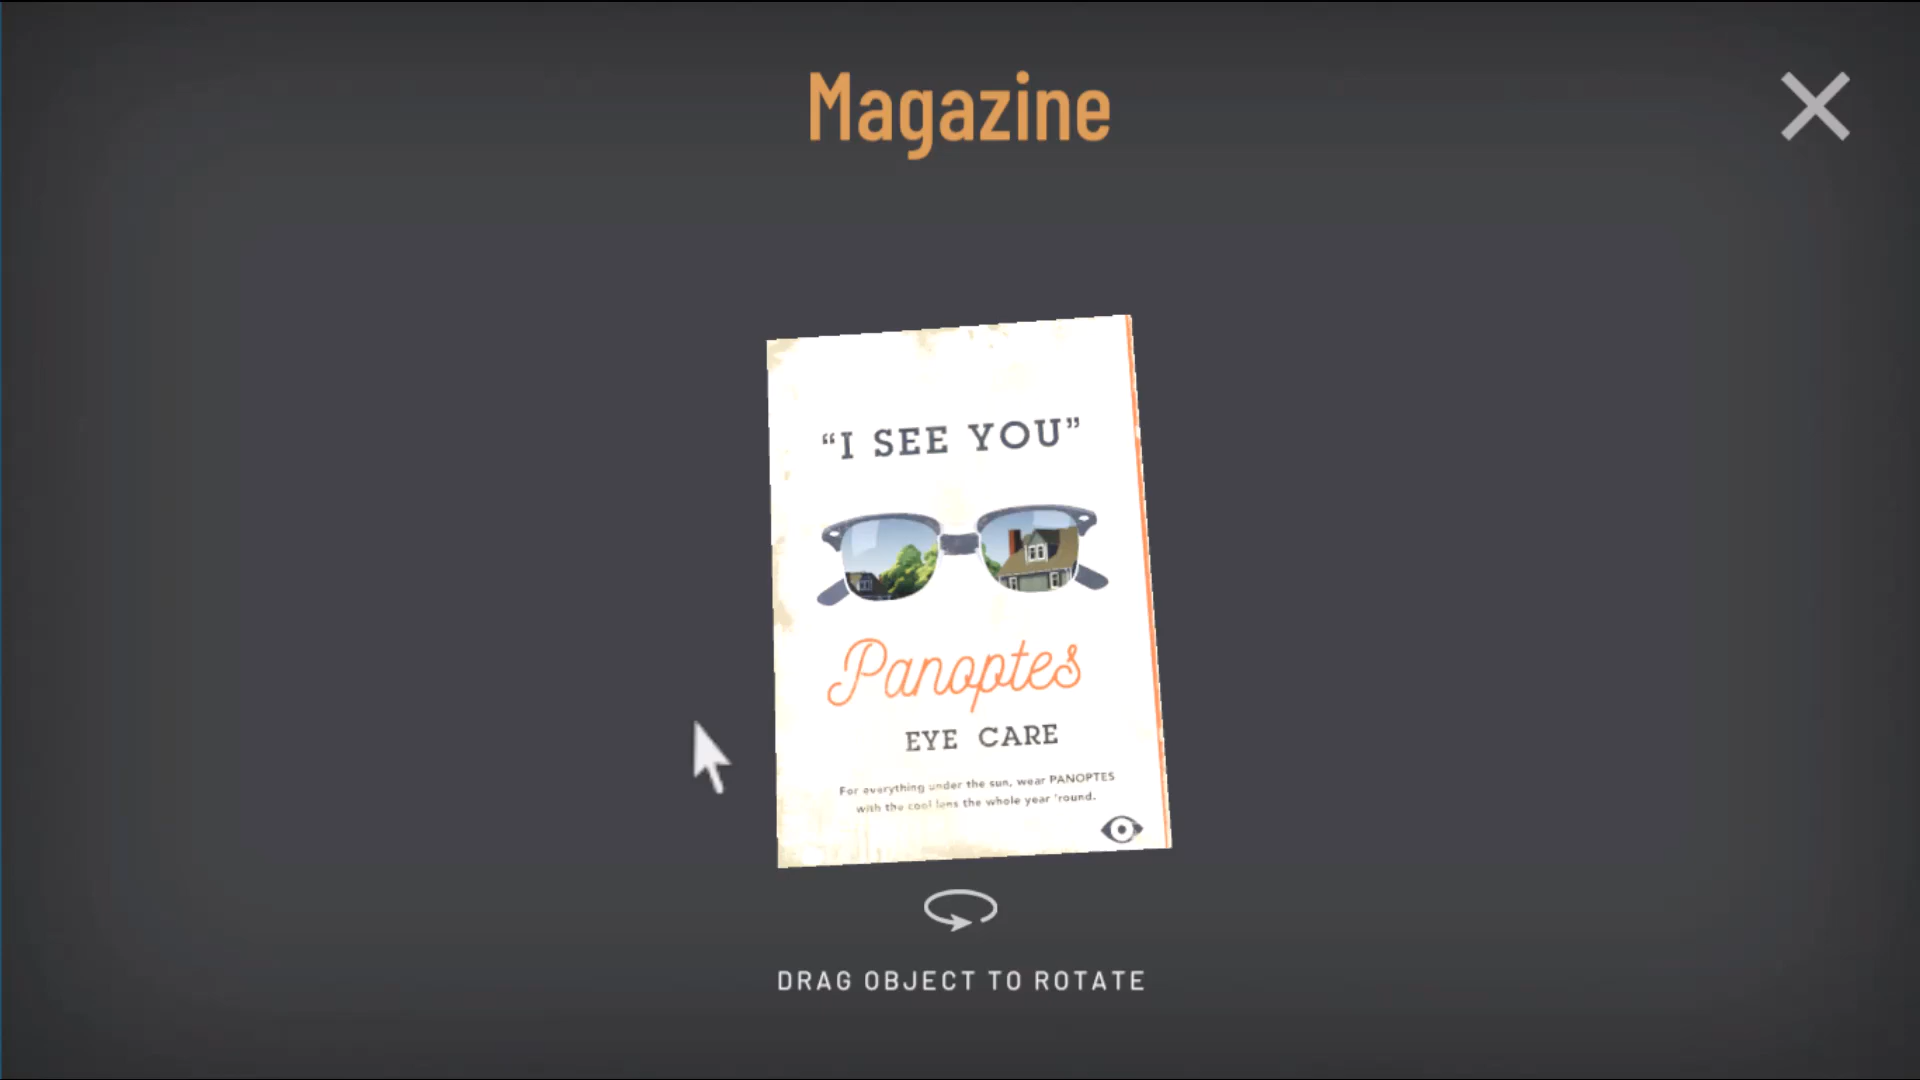 Magazine
“I SEE YOU”
Panoptes
EYE CARE
For everything under the sun, wear PANOPTES
with the cool lens the whole year 'round.
DRAG OBJECT TO ROTATE